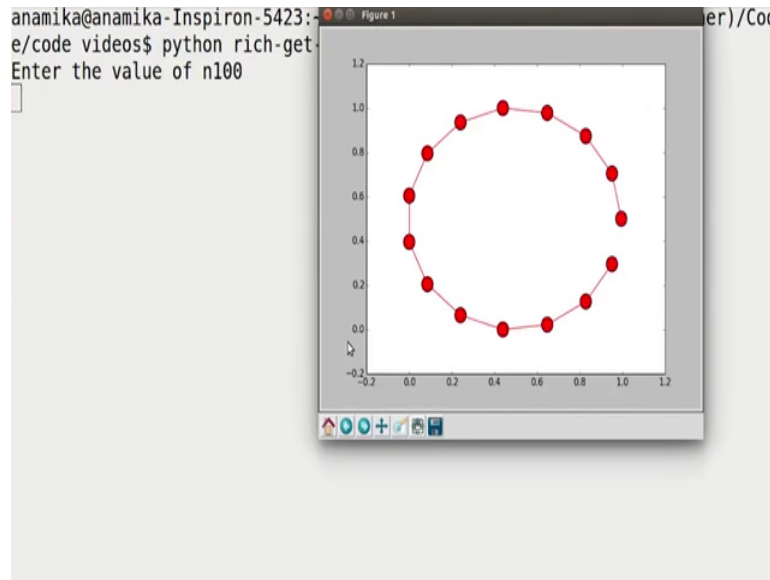 anamika@anamika-Inspiron-5423:~
Figure 1
er)/Cod
e/code videos$ python rich-get-
Enter the value of n100
1.2
1.0
0.8
0.6
0.4
0.2
0.0
−0.2
−0.2 0.0 0.2 0.4 0.6 0.8 1.0 1.2